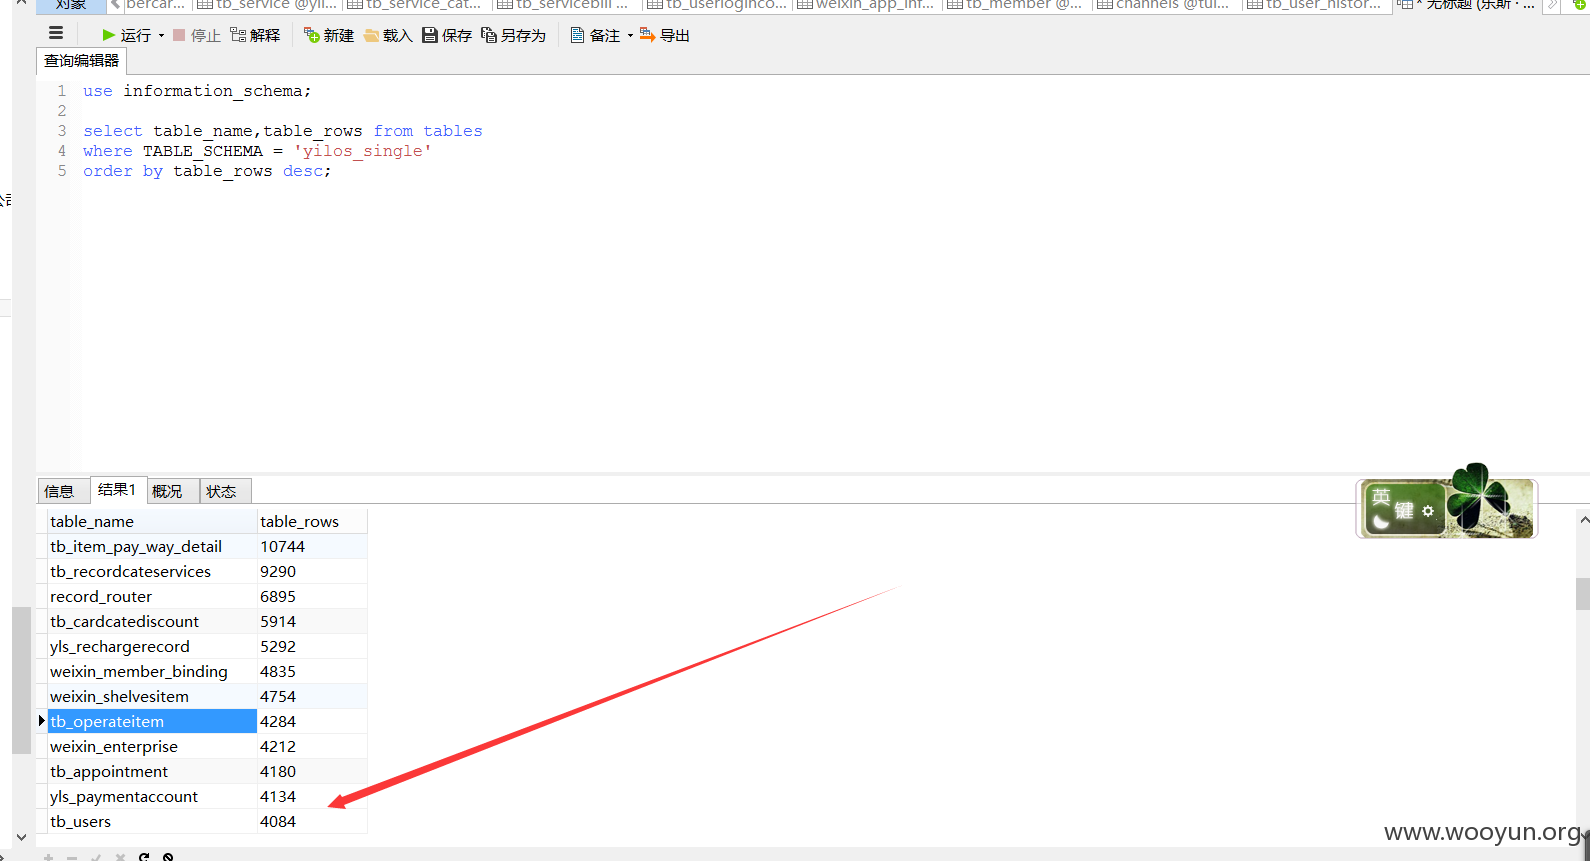 对象
bercar...
tb_service @yil...
tb_service_cat...
tb_servicebill ...
tb_userloginco...
weixin_app_inf...
tb_member @...
channels @tui...
tb_user_histor...
* 无标题 (乐斯 · ...
运行 停止 解释 新建 载入 保存 另存为 备注 导出
查询编辑器
1 use information_schema;
2
3 select table_name,table_rows from tables
4 where TABLE_SCHEMA = 'yilos_single'
5 order by table_rows desc;
公司
信息 结果1 概况 状态
英
键
table_name table_rows
tb_item_pay_way_detail 10744
tb_recordcateservices 9290
record_router 6895
tb_cardcatediscount 5914
yls_rechargerecord 5292
weixin_member_binding 4835
weixin_shelvesitem 4754
tb_operateitem 4284
weixin_enterprise 4212
tb_appointment 4180
yls_paymentaccount 4134
tb_users 4084
www.wooyun.org